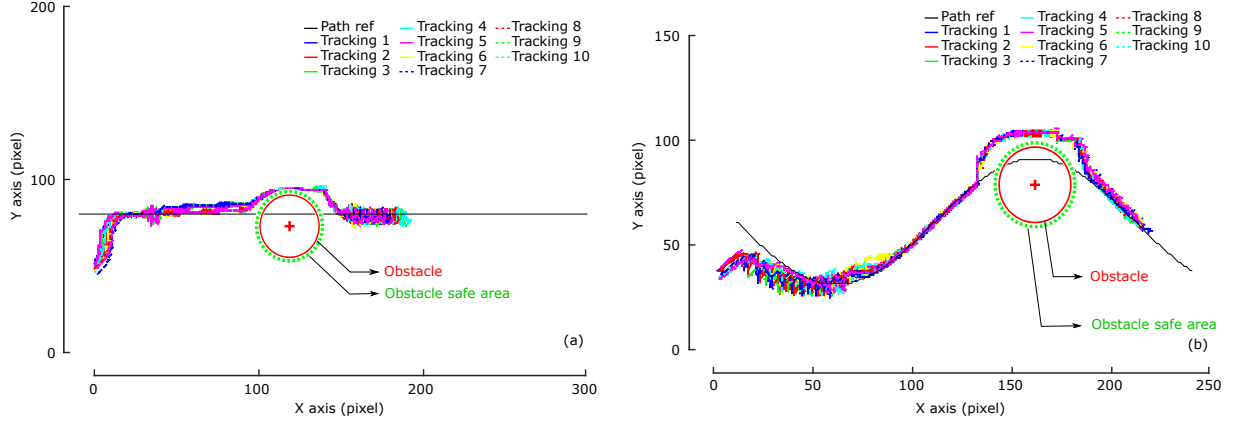 200
Path ref
Tracking 1
Tracking 2
Tracking 3
Tracking 4
Tracking 5
Tracking 6
Tracking 7
Tracking 8
Tracking 9
Tracking 10
Y axis (pixel)
100
0
Obstacle
Obstacle safe area
(a)
0
100
200
300
X axis (pixel)
150
Path ref
Tracking 1
Tracking 2
Tracking 3
Tracking 4
Tracking 5
Tracking 6
Tracking 7
Tracking 8
Tracking 9
Tracking 10
Y axis (pixel)
100
50
0
Obstacle
Obstacle safe area
(b)
0
50
100
150
200
250
X axis (pixel)